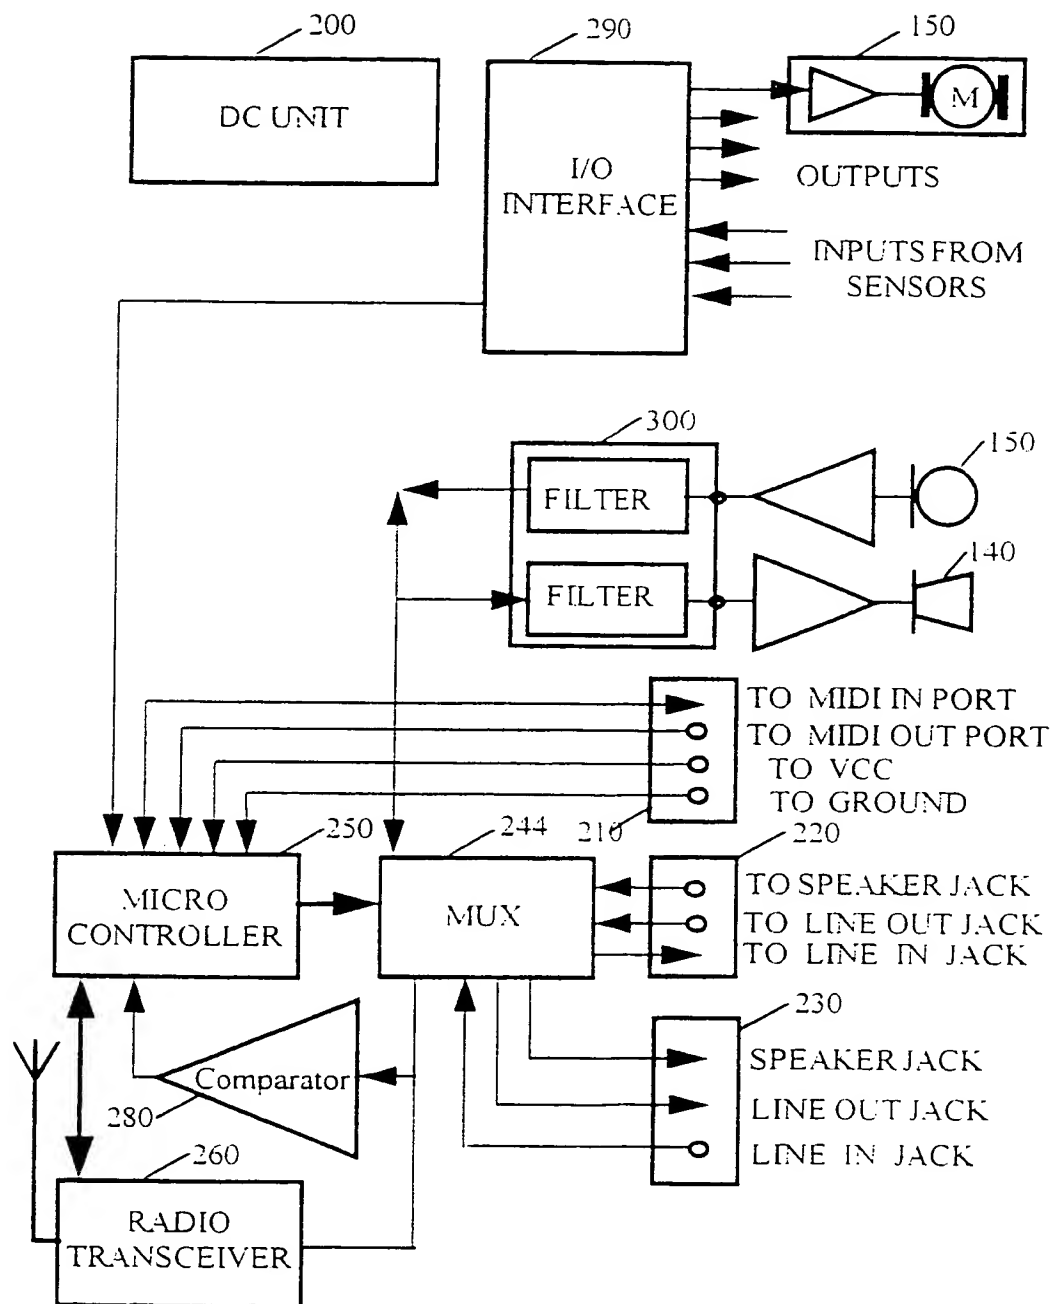 200
290
150
DC UNIT
M
I/O
INTERFACE
OUTPUTS
INPUTS FROM
SENSORS
300
150
FILTER
140
FILTER
TO MIDI IN PORT
TO MIDI OUT PORT
TO VCC
TO GROUND
250
244
210
220
MICRO
CONTROLLER
MUX
TO SPEAKER JACK
TO LINE OUT JACK
TO LINE IN JACK
230
Comparator
SPEAKER JACK
280
LINE OUT JACK
260
LINE IN JACK
RADIO
TRANSCEIVER